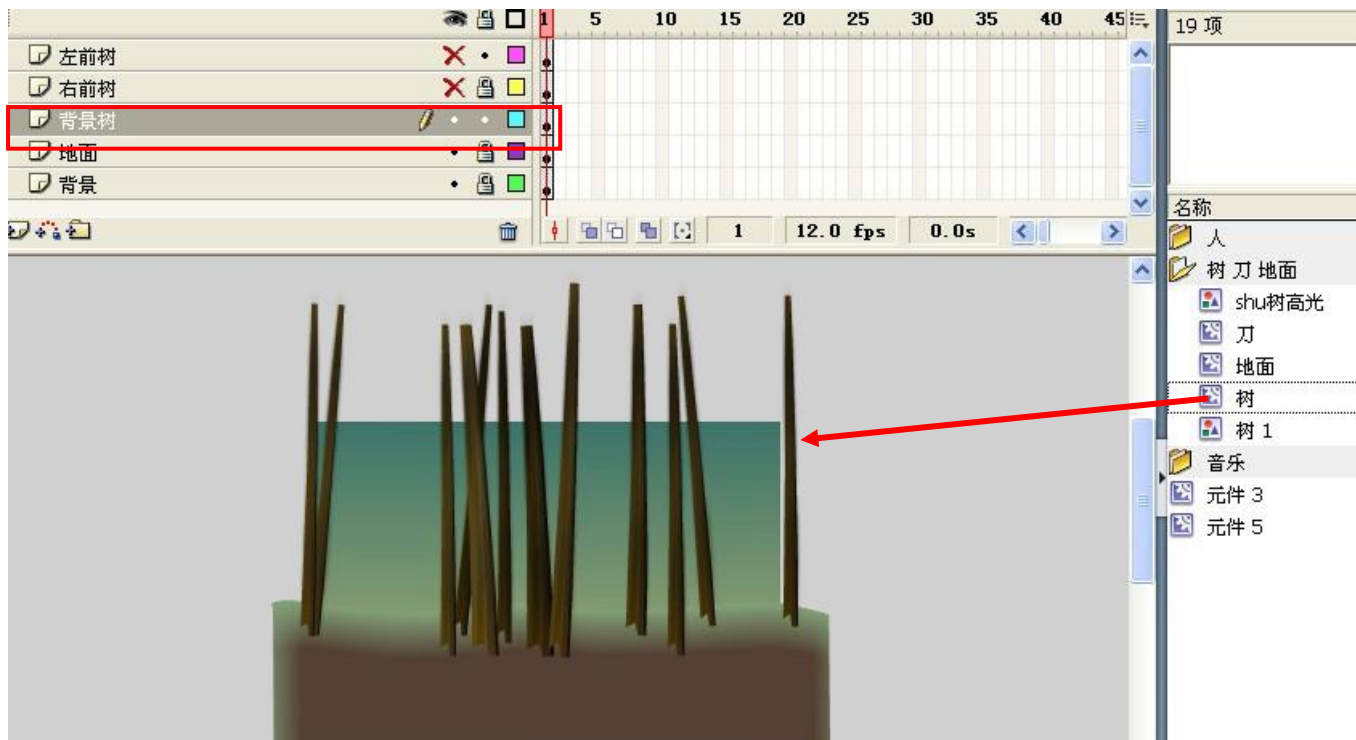 1 5 10 15 20 25 30 35 40 45
19 项
左前树
右前树
背景树
地面
背景
1 12.0 fps 0.0s
名称
人
树 刀 地面
shu树高光
刀
地面
树
树 1
音乐
元件 3
元件 5